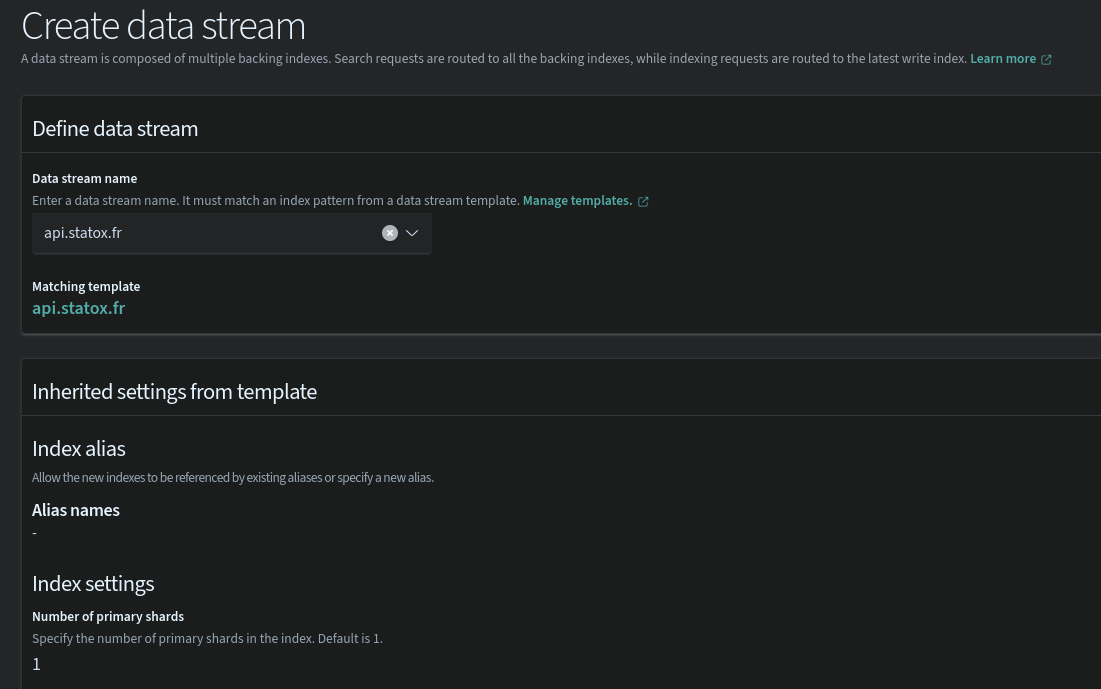 Create data stream
A data stream is composed of multiple backing indexes. Search requests are routed to all the backing indexes, while indexing requests are routed to the latest write index. Learn more
Define data stream
Data stream name
Enter a data stream name. It must match an index pattern from a data stream template. Manage templates.
api.statox.fr
Matching template
api.statox.fr
Inherited settings from template
Index alias
Allow the new indexes to be referenced by existing aliases or specify a new alias.
Alias names
-
Index settings
Number of primary shards
Specify the number of primary shards in the index. Default is 1.
1